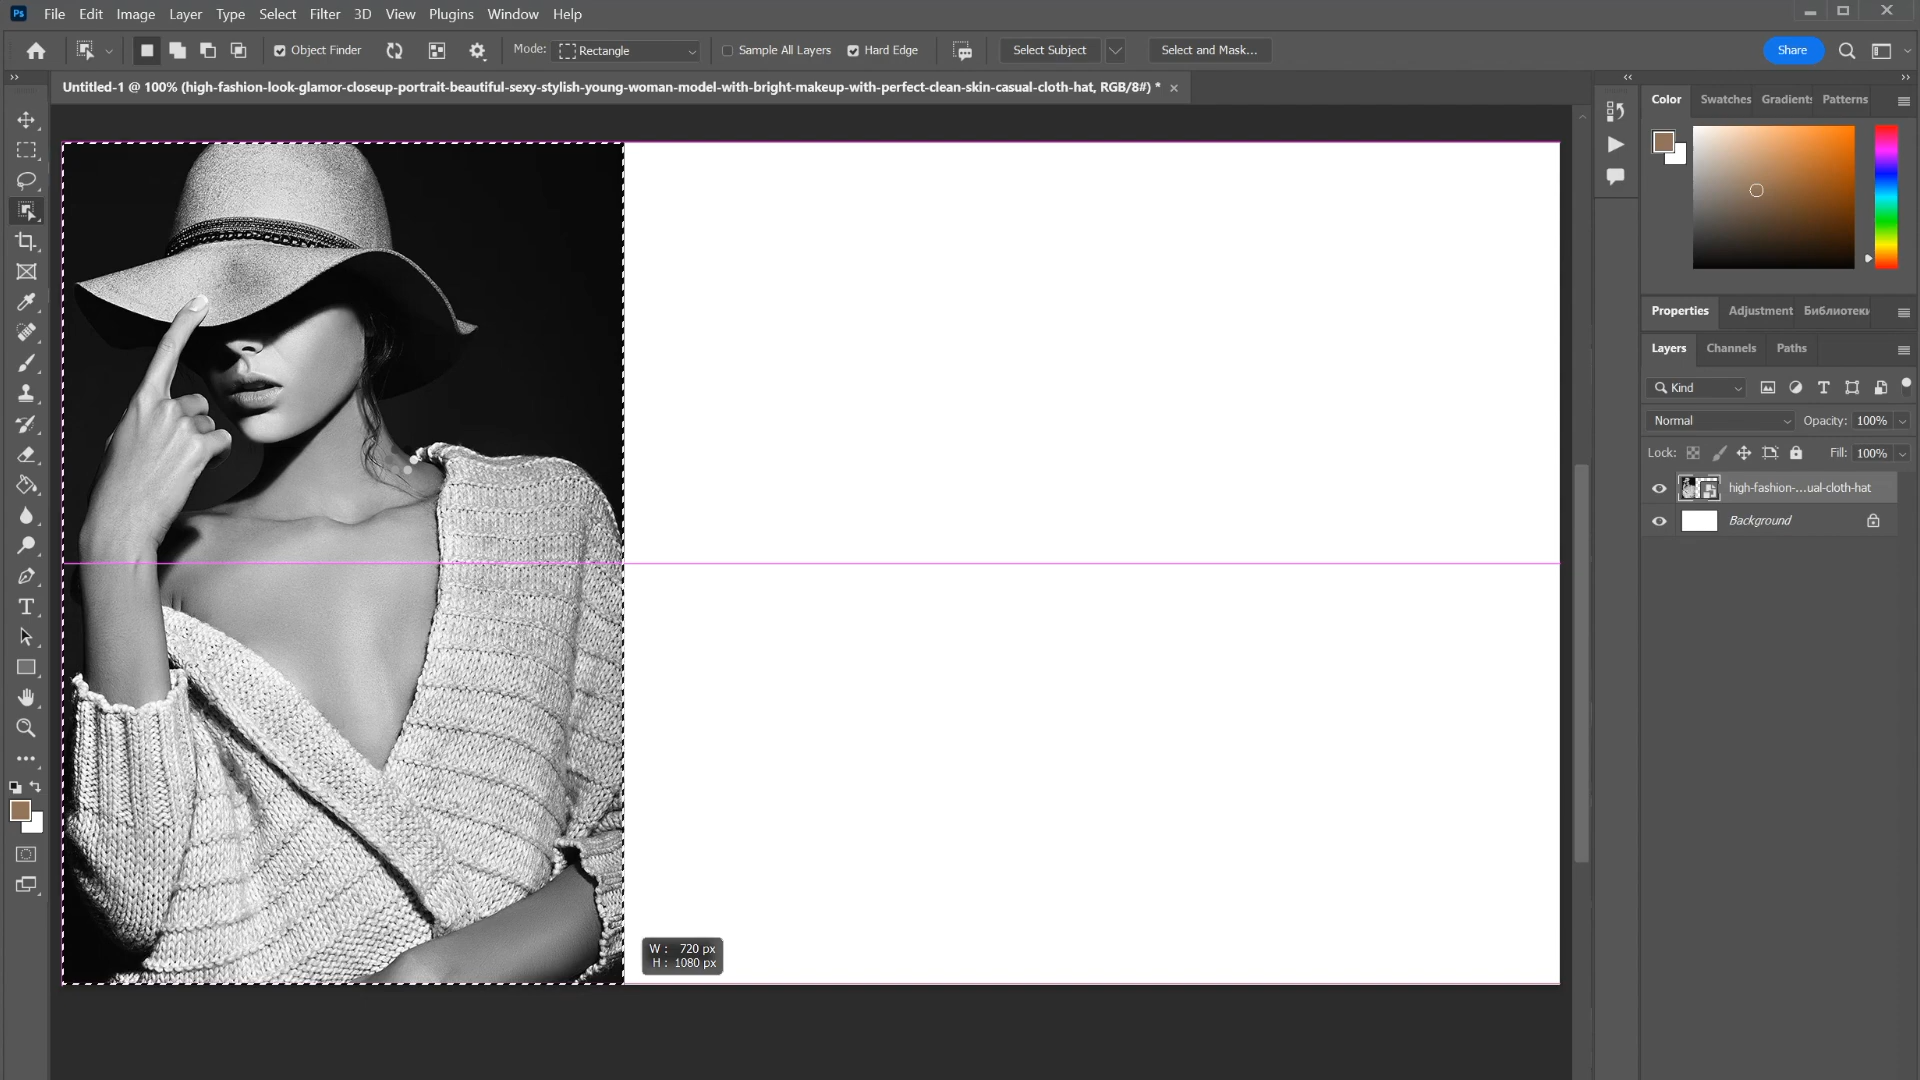 Ps File Edit Image Layer Type Select Filter 3D View Plugins Window Help
Object Finder Mode: Rectangle Sample All Layers Hard Edge Select Subject Select and Mask... Share
Untitled-1 @ 100% (high-fashion-look-glamor-closeup-portrait-beautiful-sexy-stylish-young-woman-model-with-bright-makeup-with-perfect-clean-skin-casual-cloth-hat, RGB/8#) *
Color Swatches Gradients Patterns
Properties Adjustment Библиотеки
Layers Channels Paths
Kind
Normal Opacity: 100%
Lock: Fill: 100%
high-fashion-...ual-cloth-hat
Background
W : 720 px
H : 1080 px